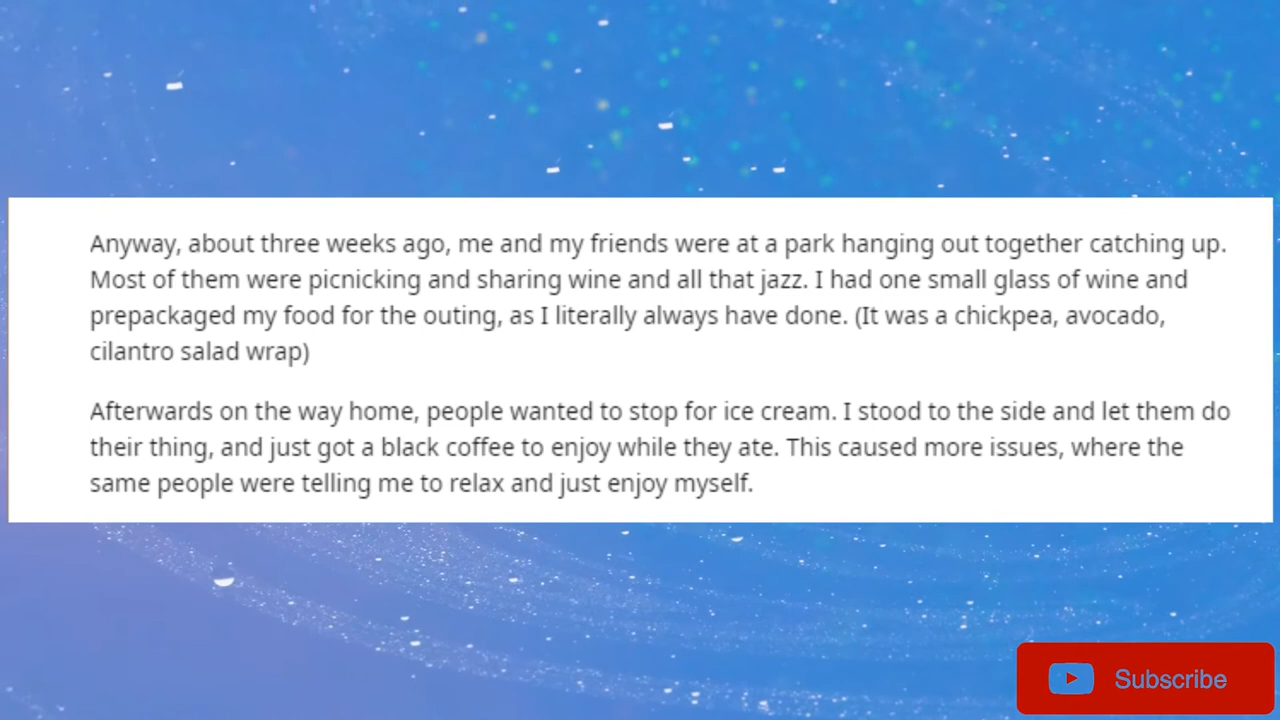 Anyway, about three weeks ago, me and my friends were at a park hanging out together catching up.
Most of them were picnicking and sharing wine and all that jazz. I had one small glass of wine and
prepackaged my food for the outing, as I literally always have done. (It was a chickpea, avocado,
cilantro salad wrap)
Afterwards on the way home, people wanted to stop for ice cream. I stood to the side and let them do
their thing, and just got a black coffee to enjoy while they ate. This caused more issues, where the
same people were telling me to relax and just enjoy myself.
Subscribe